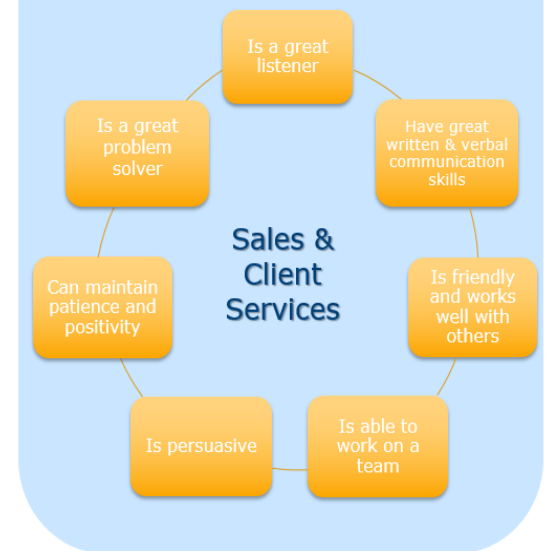 Is a great
listener
Have great
written & verbal
communication
skills
Is friendly
and works
well with
others
Is able to
work on a
team
Is persuasive
Can maintain
patience and
positivity
Is a great
problem
solver
Sales &
Client
Services